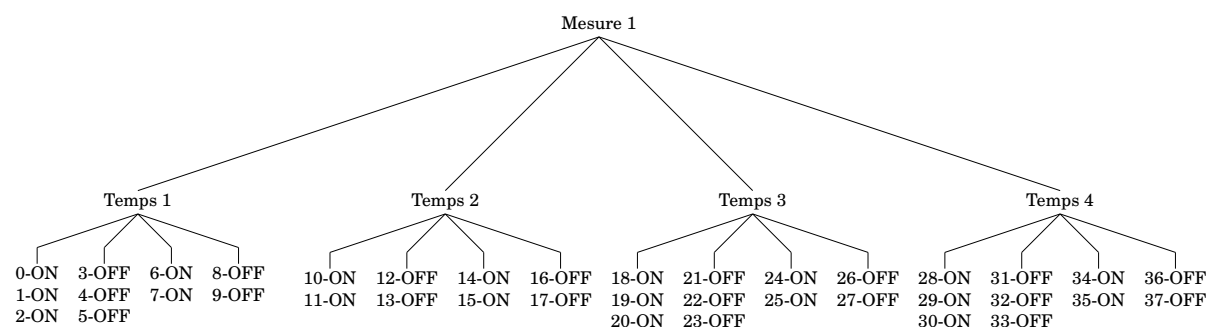 Mesure 1
Temps 1 Temps 2 Temps 3 Temps 4
0-ON 3-OFF 6-ON 8-OFF 10-ON 12-OFF 14-ON 16-OFF 18-ON 21-OFF 24-ON 26-OFF 28-ON 31-OFF 34-ON 36-OFF
1-ON 4-OFF 7-ON 9-OFF 11-ON 13-OFF 15-ON 17-OFF 19-ON 22-OFF 25-ON 27-OFF 29-ON 32-OFF 35-ON 37-OFF
2-ON 5-OFF 20-ON 23-OFF 30-ON 33-OFF